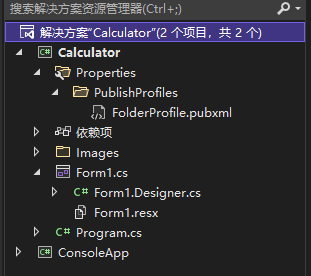 搜索解决方案资源管理器(Ctrl+;)
解决方案"Calculator"(2 个项目，共 2 个)
Calculator
Properties
PublishProfiles
FolderProfile.pubxml
依赖项
Images
Form1.cs
C# Form1.Designer.cs
Form1.resx
C# Program.cs
C# ConsoleApp